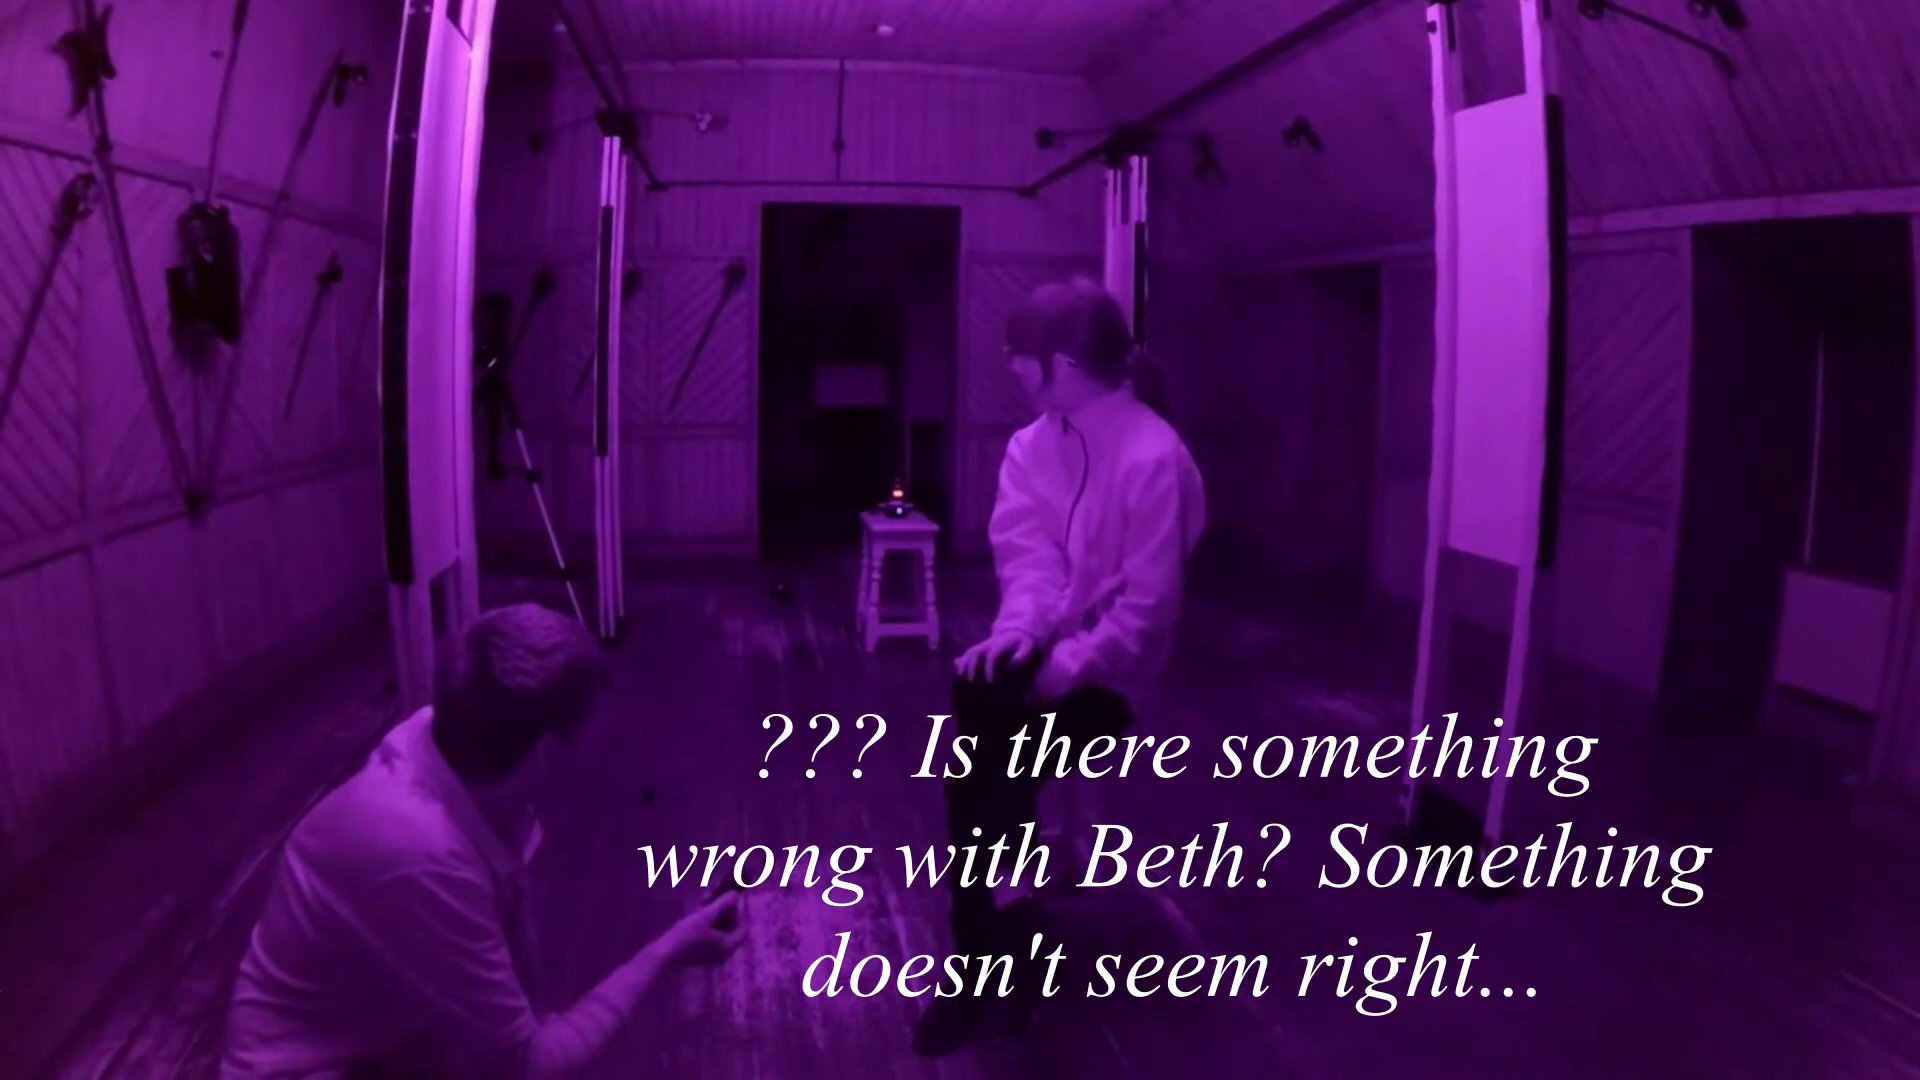 ??? Is there something
wrong with Beth? Something
doesn't seem right...